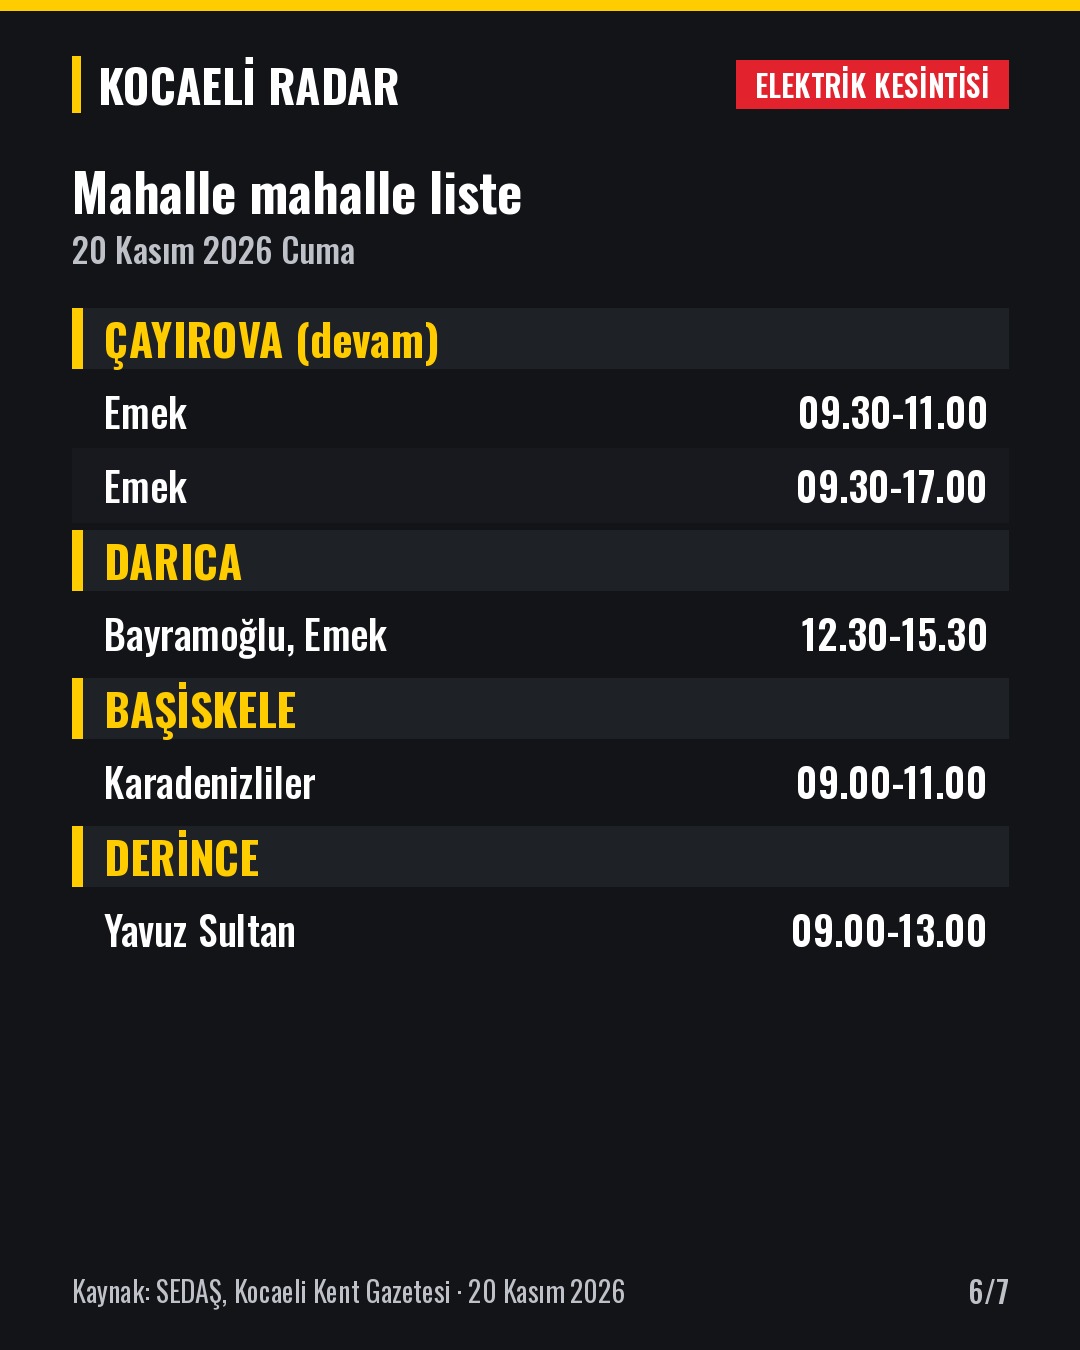 KOCAELİ RADAR
ELEKTRİK KESİNTİSİ
Mahalle mahalle liste
20 Kasım 2026 Cuma
ÇAYIROVA (devam)
Emek 09.30-11.00
Emek 09.30-17.00
DARICA
Bayramoğlu, Emek 12.30-15.30
BAŞİSKELE
Karadenizliler 09.00-11.00
DERİNCE
Yavuz Sultan 09.00-13.00
Kaynak: SEDAŞ, Kocaeli Kent Gazetesi · 20 Kasım 2026 6/7